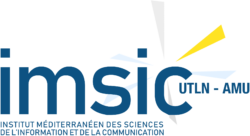 imsic
UTLN - AMU
INSTITUT MÉDITERRANÉEN DES SCIENCES
DE L'INFORMATION ET DE LA COMMUNICATION